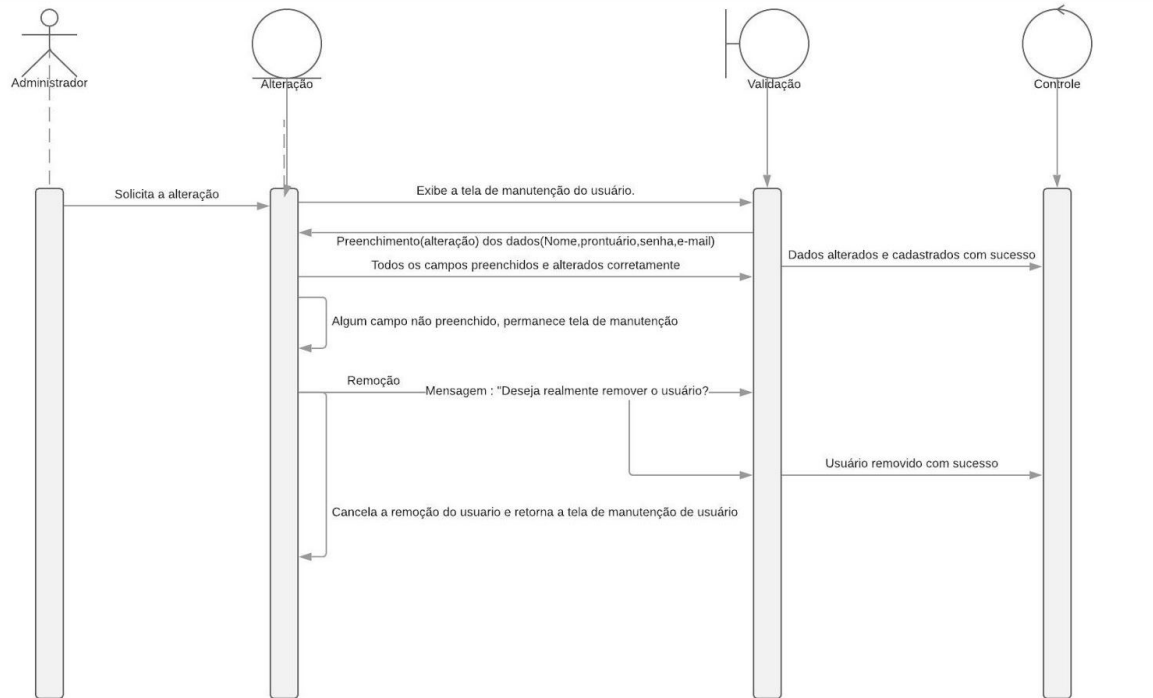 Administrador
Alteração
Validação
Controle
Solicita a alteração
Exibe a tela de manutenção do usuário.
Preenchimento(alteração) dos dados(Nome,prontuário,senha,e-mail)
Dados alterados e cadastrados com sucesso
Todos os campos preenchidos e alterados corretamente
Algum campo não preenchido, permanece tela de manutenção
Remoção
Mensagem : "Deseja realmente remover o usuário?
Usuário removido com sucesso
Cancela a remoção do usuario e retorna a tela de manutenção de usuário